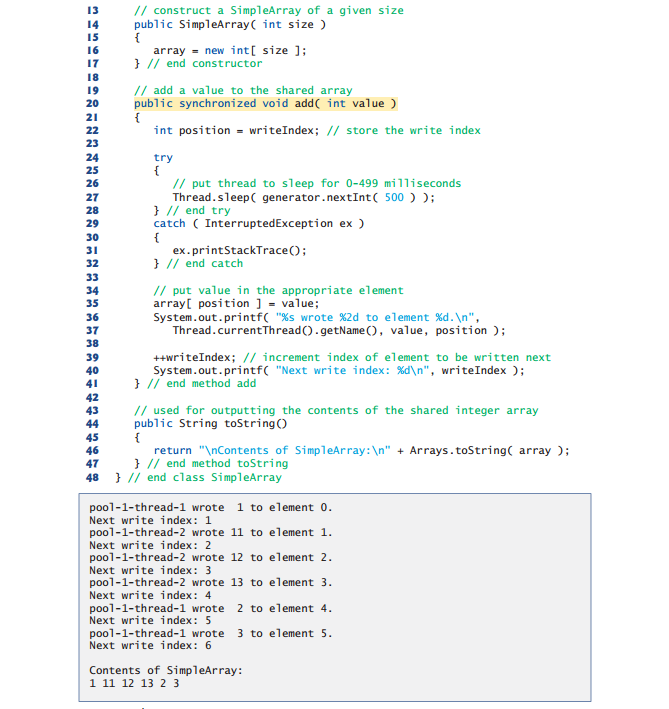 13 // construct a SimpleArray of a given size
14 public SimpleArray( int size )
15 {
16 array = new int[ size ];
17 } // end constructor
18
19 // add a value to the shared array
20 public synchronized void add( int value )
21 {
22 int position = writeIndex; // store the write index
23
24 try
25 {
26 // put thread to sleep for 0-499 milliseconds
27 Thread.sleep( generator.nextInt( 500 ) );
28 } // end try
29 catch ( InterruptedException ex )
30 {
31 ex.printStackTrace();
32 } // end catch
33
34 // put value in the appropriate element
35 array[ position ] = value;
36 System.out.printf( "%s wrote %2d to element %d.\n",
37 Thread.currentThread().getName(), value, position );
38
39 ++writeIndex; // increment index of element to be written next
40 System.out.printf( "Next write index: %d\n", writeIndex );
41 } // end method add
42
43 // used for outputting the contents of the shared integer array
44 public String toString()
45 {
46 return "\nContents of SimpleArray:\n" + Arrays.toString( array );
47 } // end method toString
48 } // end class SimpleArray
pool-1-thread-1 wrote  1 to element 0.
Next write index: 1
pool-1-thread-2 wrote 11 to element 1.
Next write index: 2
pool-1-thread-2 wrote 12 to element 2.
Next write index: 3
pool-1-thread-2 wrote 13 to element 3.
Next write index: 4
pool-1-thread-1 wrote  2 to element 4.
Next write index: 5
pool-1-thread-1 wrote  3 to element 5.
Next write index: 6
Contents of SimpleArray:
1 11 12 13 2 3